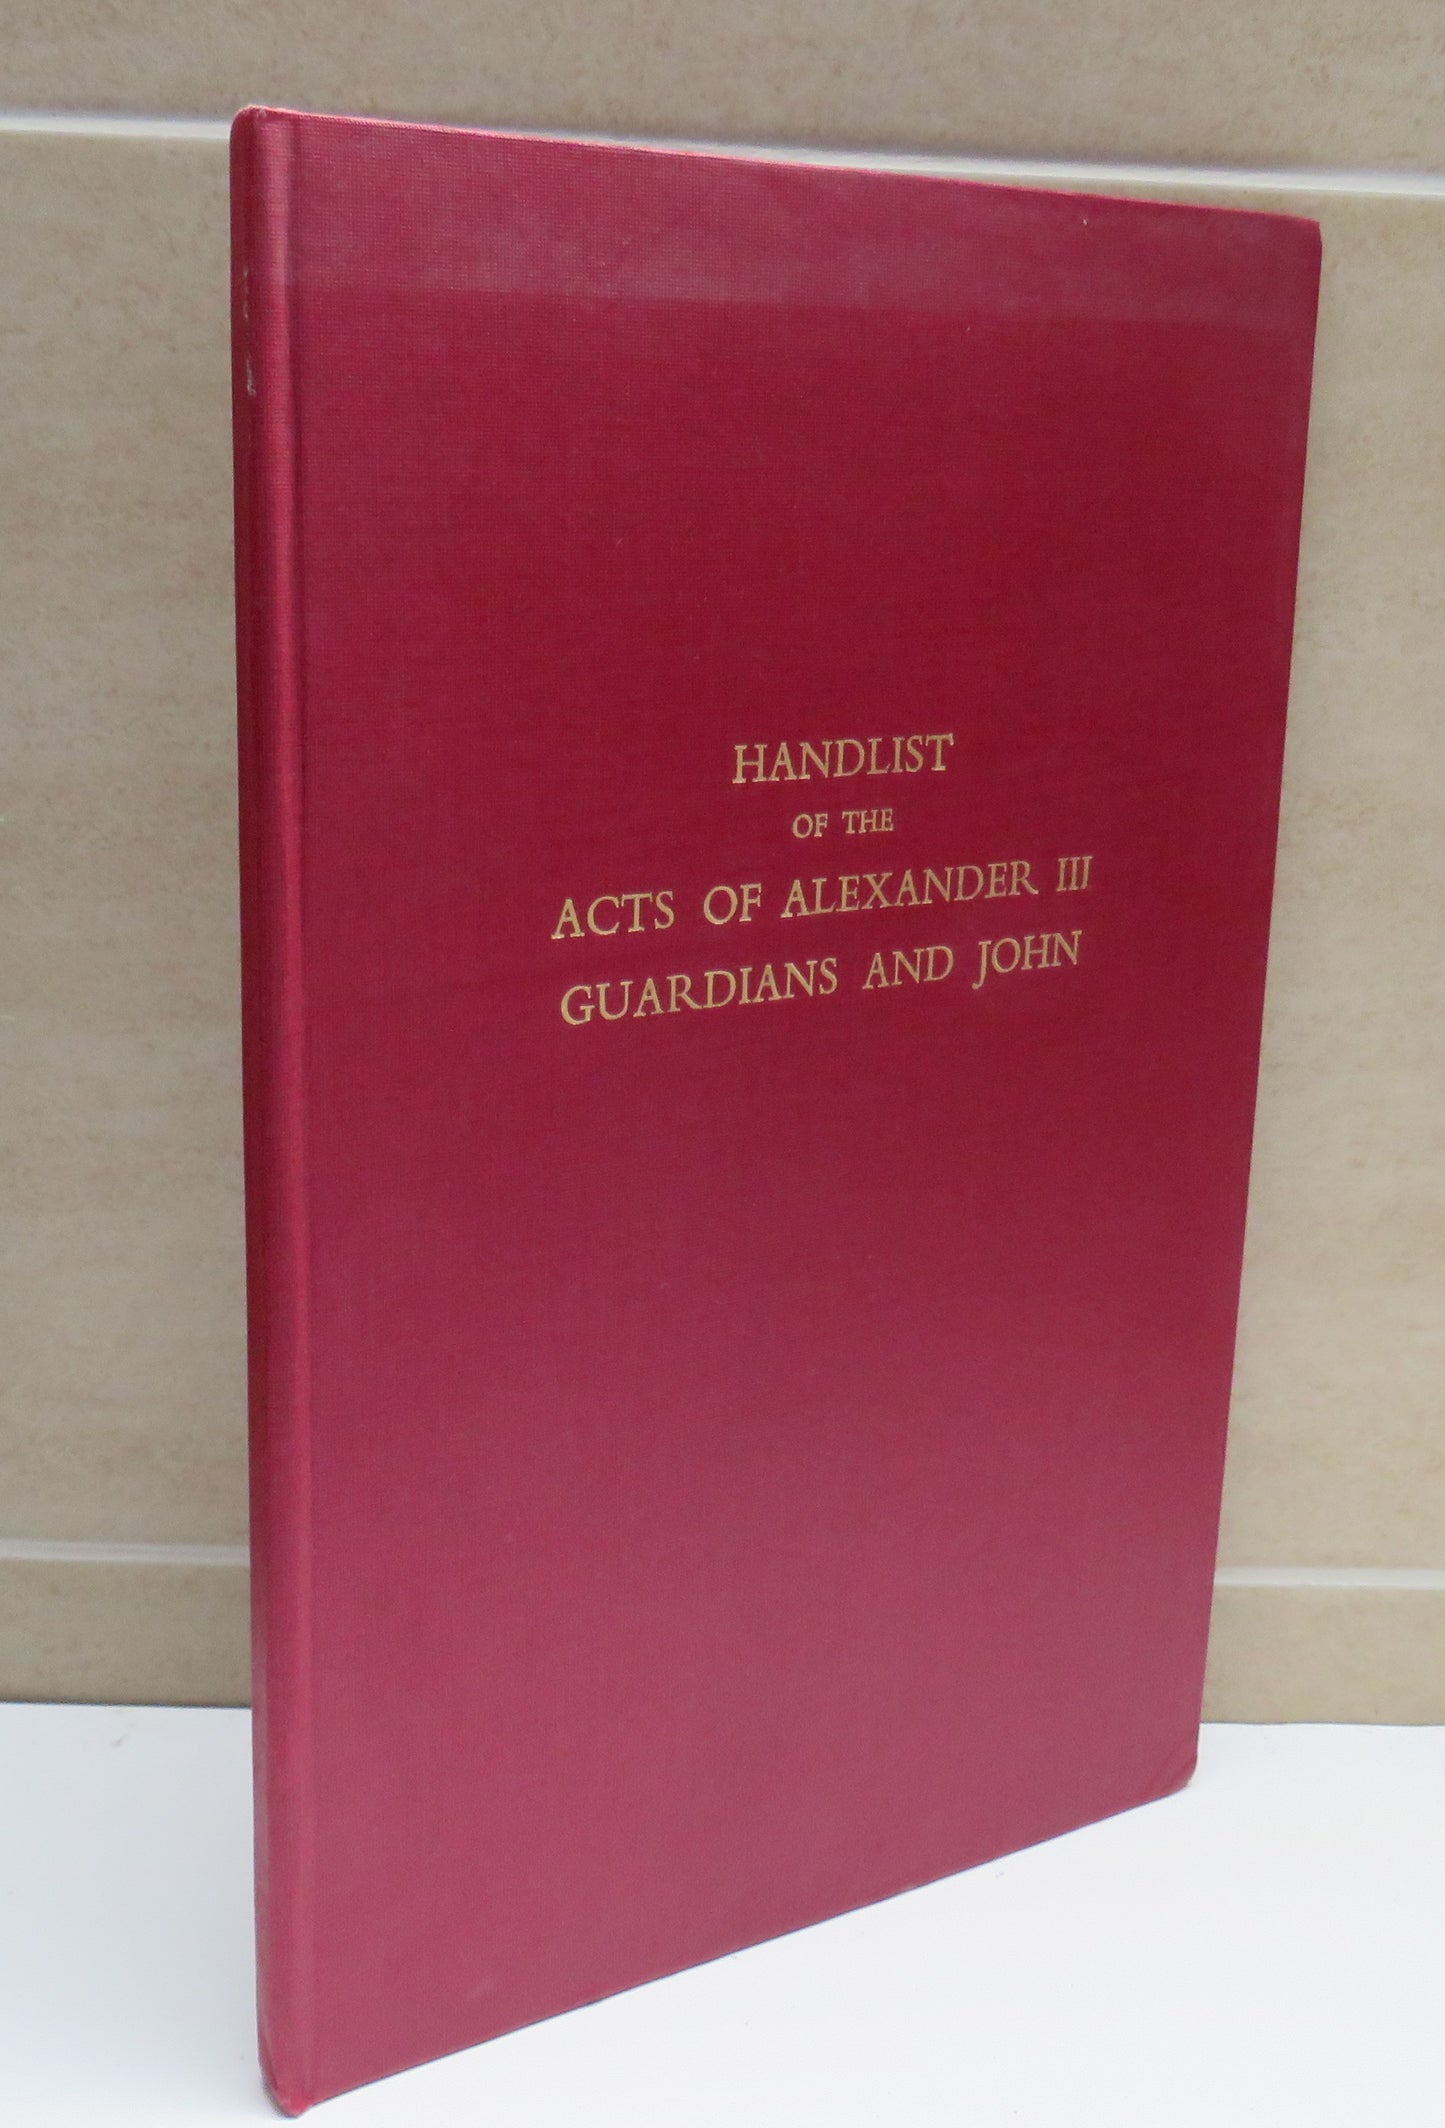 HANDLIST
OF THE
ACTS OF ALEXANDER III
GUARDIANS AND JOHN